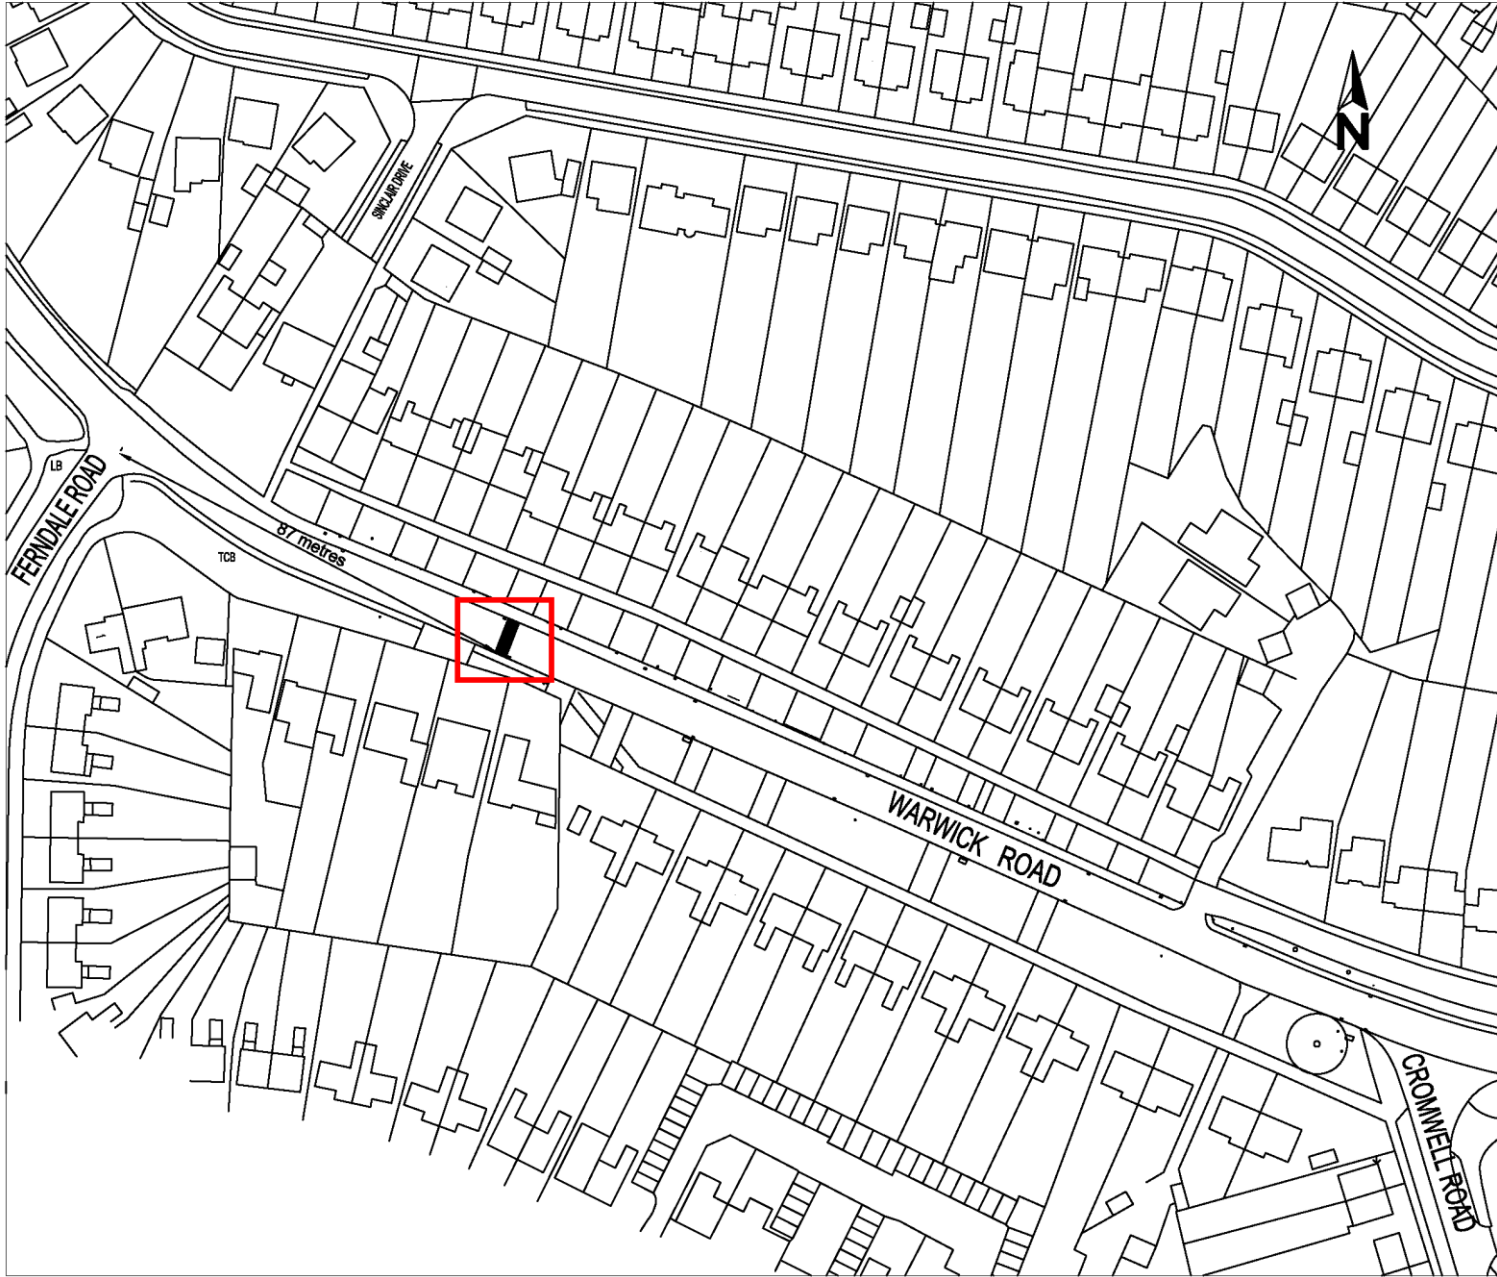 N
SINCLAIR DRIVE
LB
FERNDALE ROAD
87 metres
TCB
WARWICK ROAD
CROMWELL ROAD